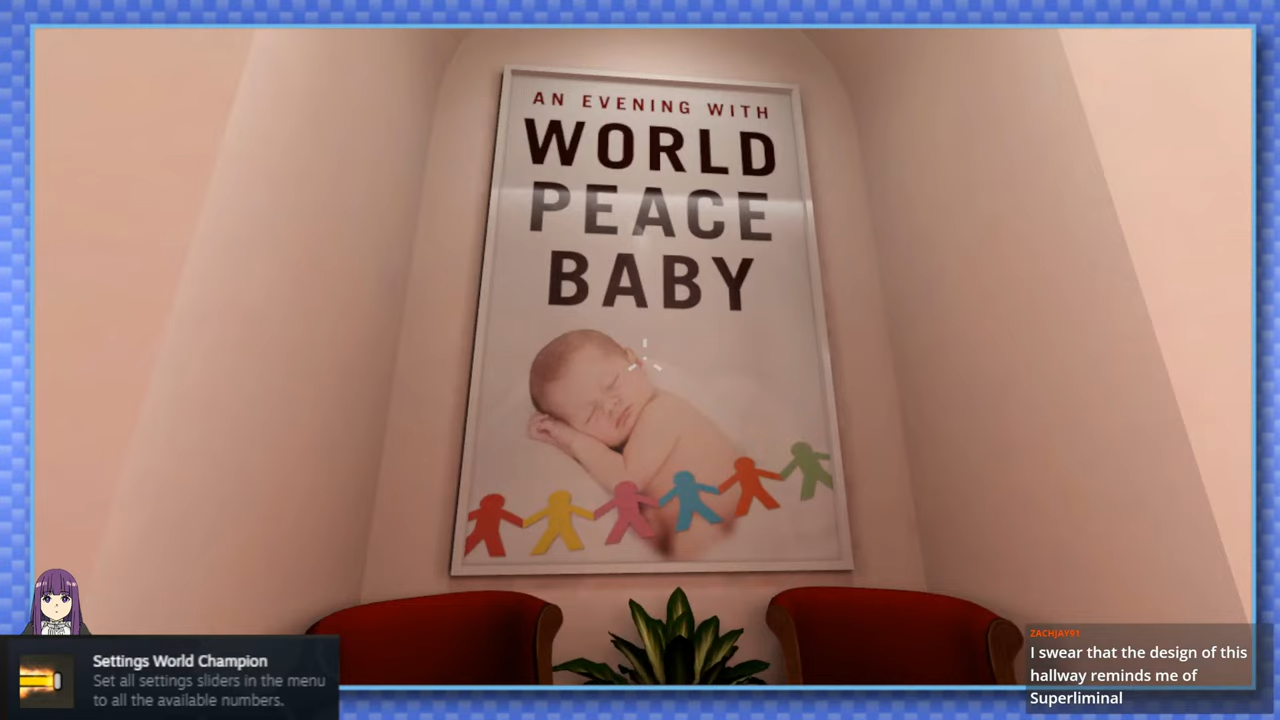 AN EVENING WITH
WORLD
PEACE
BABY
Settings World Champion
Set all settings sliders in the menu
to all the available numbers.
ZACHJAY91
I swear that the design of this
hallway reminds me of
Superliminal